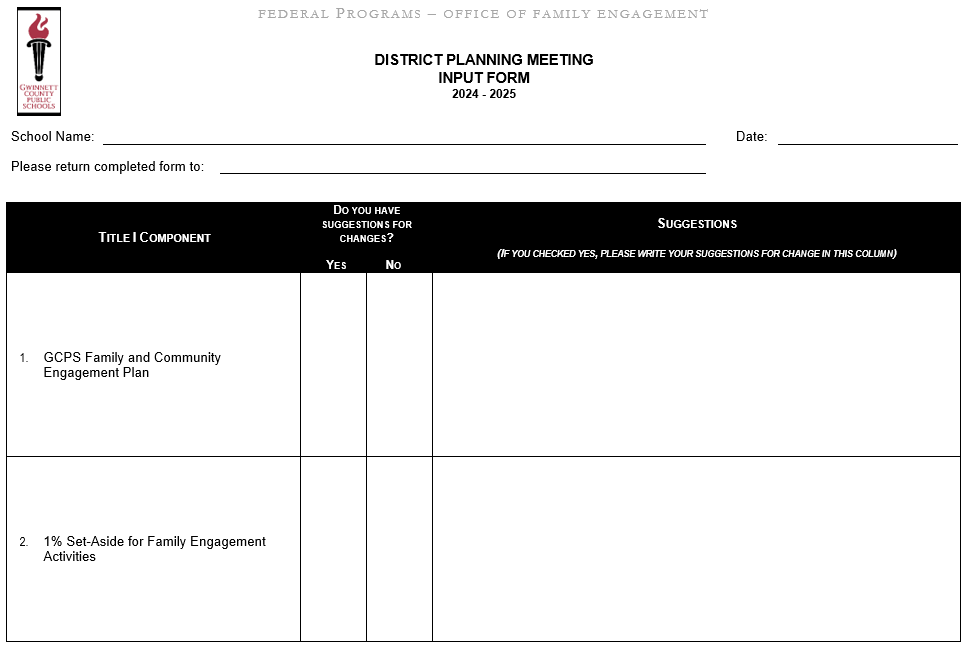 FEDERAL PROGRAMS – OFFICE OF FAMILY ENGAGEMENT
GWINNETT
COUNTY
PUBLIC
SCHOOLS
DISTRICT PLANNING MEETING
INPUT FORM
2024 - 2025
School Name:
Date:
Please return completed form to:
TITLE I COMPONENT
DO YOU HAVE
SUGGESTIONS FOR
CHANGES?
YES NO
SUGGESTIONS
(IF YOU CHECKED YES, PLEASE WRITE YOUR SUGGESTIONS FOR CHANGE IN THIS COLUMN)
1. GCPS Family and Community
Engagement Plan
2. 1% Set-Aside for Family Engagement
Activities